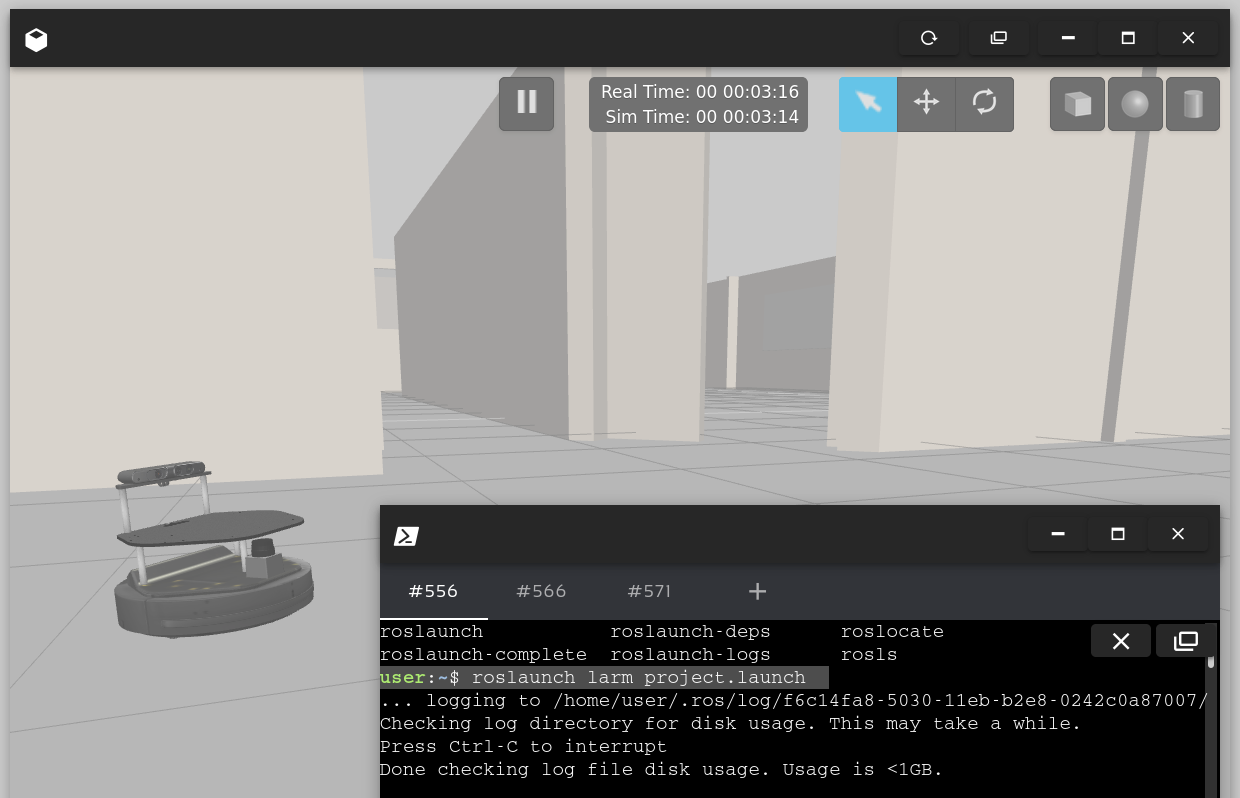 Real Time: 00 00:03:16
Sim Time: 00 00:03:14
#556 #566 #571 +
roslaunch roslaunch-deps roslocate
roslaunch-complete roslaunch-logs rosls
user:~$ roslaunch larm project.launch
... logging to /home/user/.ros/log/f6c14fa8-5030-11eb-b2e8-0242c0a87007/
Checking log directory for disk usage. This may take a while.
Press Ctrl-C to interrupt
Done checking log file disk usage. Usage is <1GB.